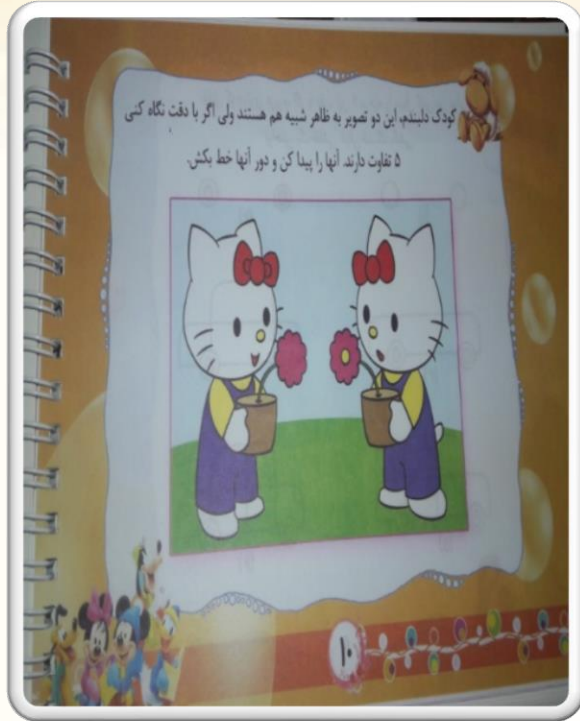 کودک دلبندم، این دو تصویر به ظاهر شبیه هم هستند ولی اگر با دقت نگاه کنی
۵ تفاوت دارند. آنها را پیدا کن و دور آنها خط بکش.
۱۰